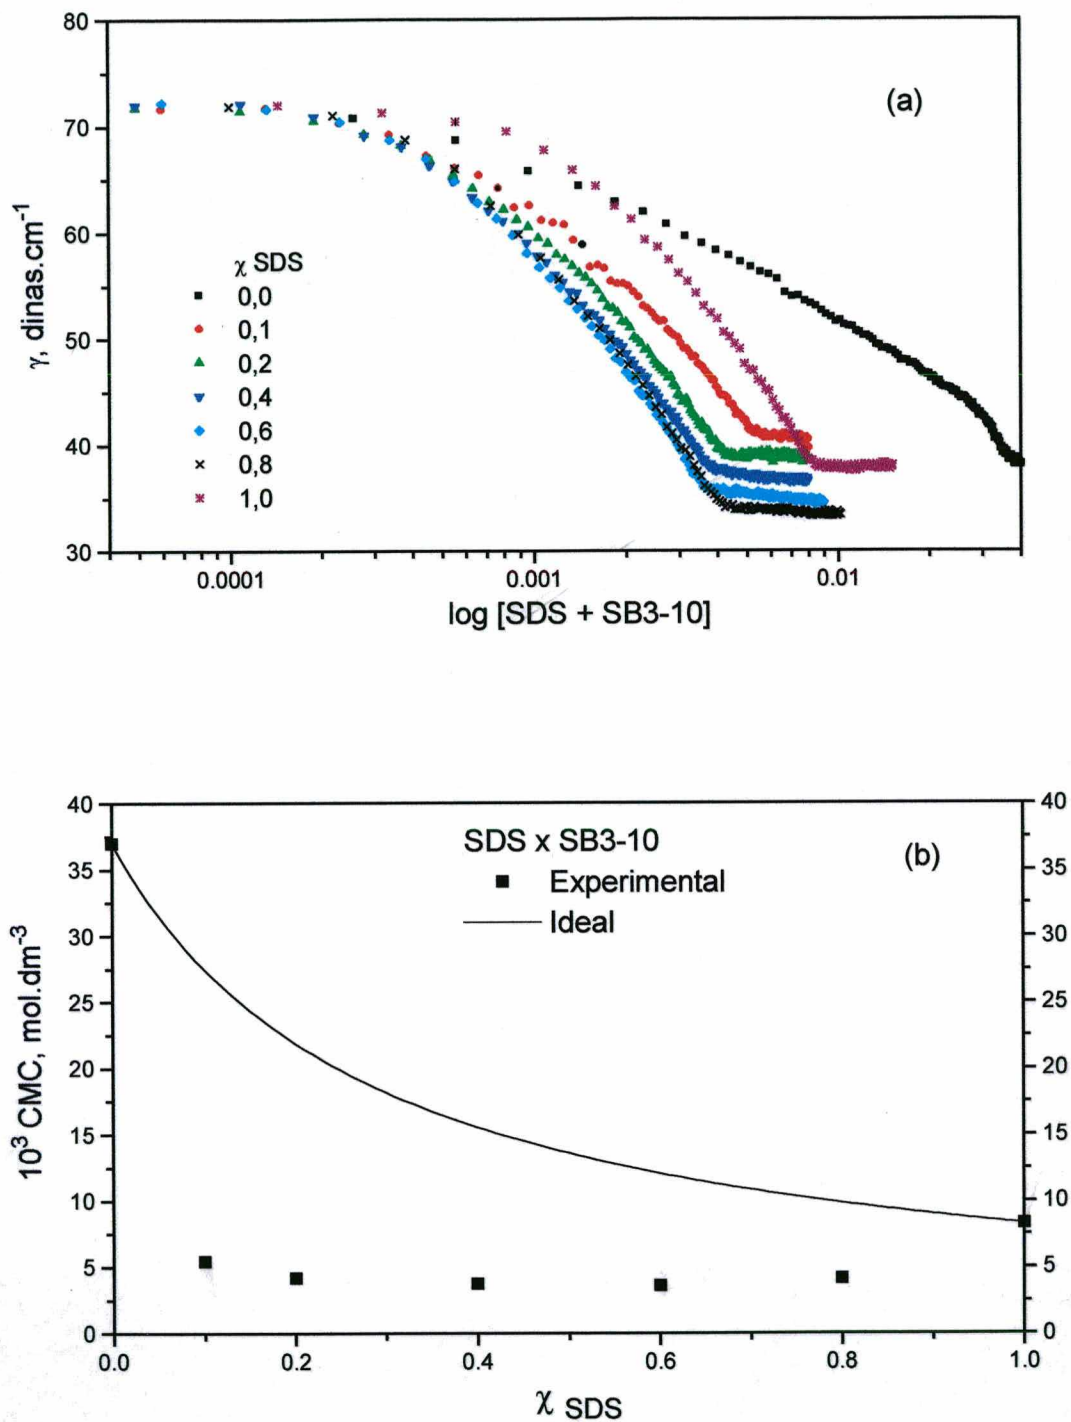 80
70
60
50
40
30
γ, dinas.cm⁻¹
(a)
χ SDS
0,0
0,1
0,2
0,4
0,6
0,8
1,0
0.0001 0.001 0.01
log [SDS + SB3-10]
40
35
30
25
20
15
10
5
0
10³ CMC, mol.dm⁻³
SDS x SB3-10
Experimental
Ideal
(b)
40
35
30
25
20
15
10
5
0
0.0 0.2 0.4 0.6 0.8 1.0
χ SDS